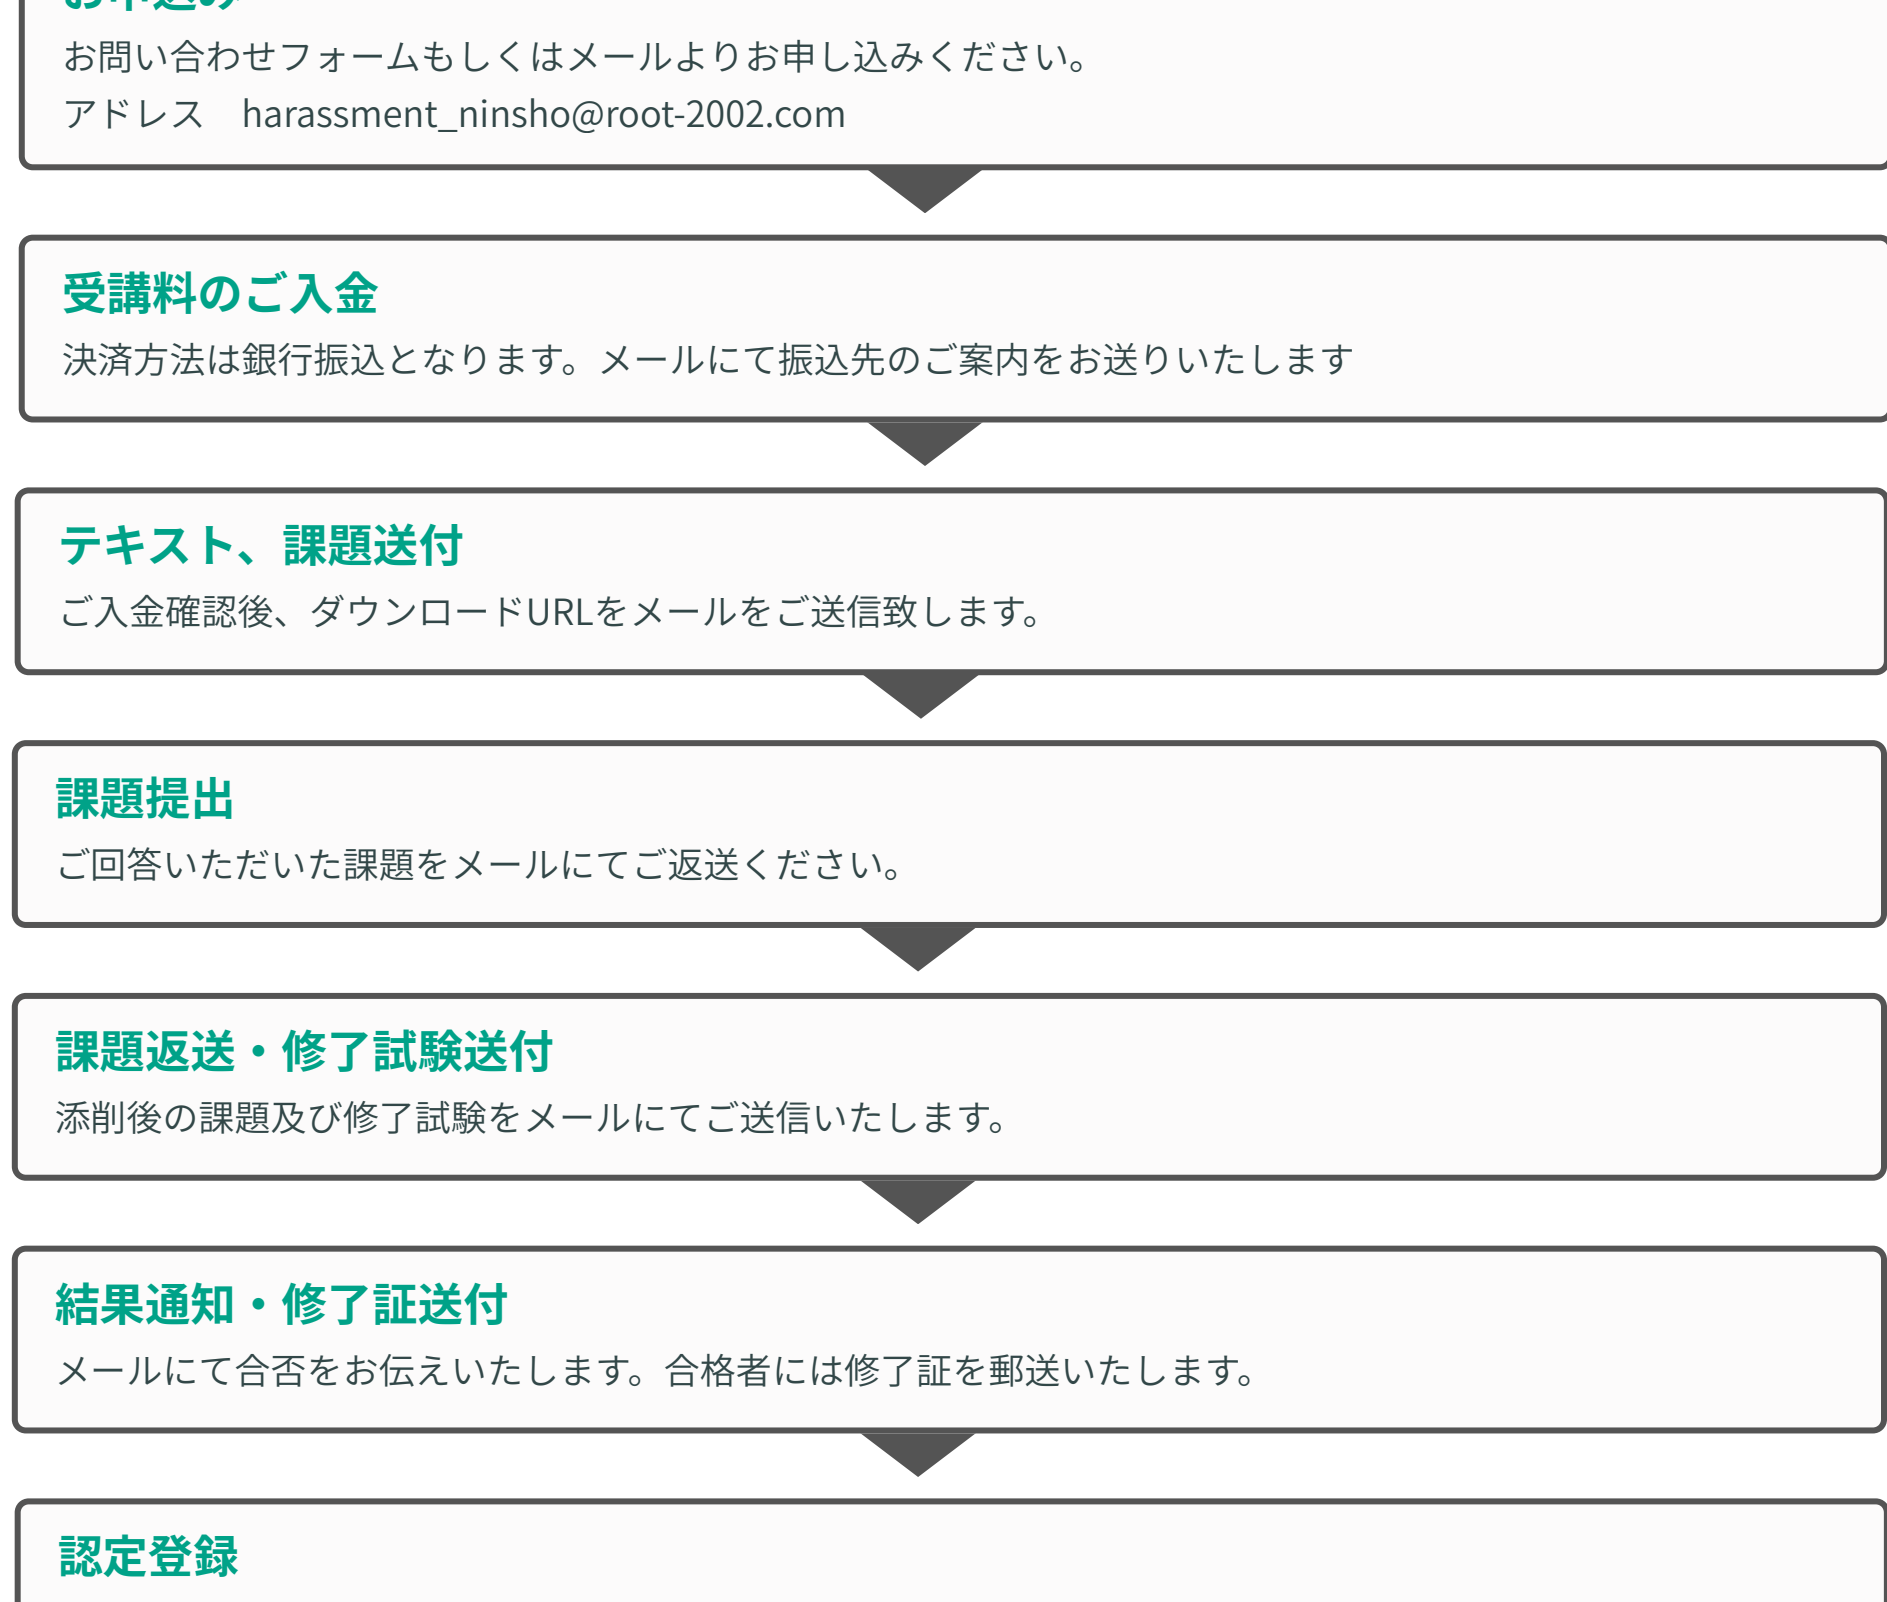 お申込み
お問い合わせフォームもしくはメールよりお申し込みください。
アドレス　harassment_ninsho@root-2002.com
受講料のご入金
決済方法は銀行振込となります。メールにて振込先のご案内をお送りいたします
テキスト、課題送付
ご入金確認後、ダウンロードURLをメールをご送信致します。
課題提出
ご回答いただいた課題をメールにてご返送ください。
課題返送・修了試験送付
添削後の課題及び修了試験をメールにてご送信いたします。
結果通知・修了証送付
メールにて合否をお伝えいたします。合格者には修了証を郵送いたします。
認定登録